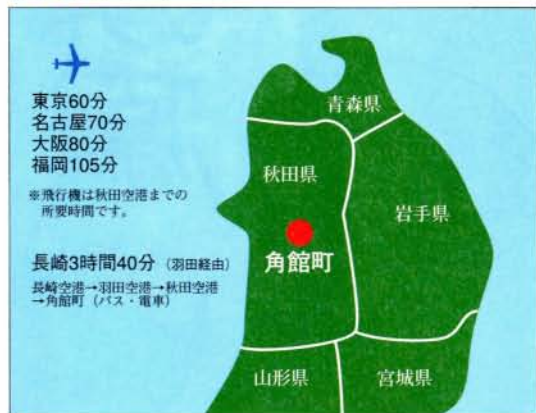 東京60分
名古屋70分
大阪80分
福岡105分
※飛行機は秋田空港までの
所要時間です。
長崎3時間40分（羽田経由）
長崎空港→羽田空港→秋田空港
→角館町（バス・電車）
青森県
秋田県
岩手県
角館町
山形県
宮城県